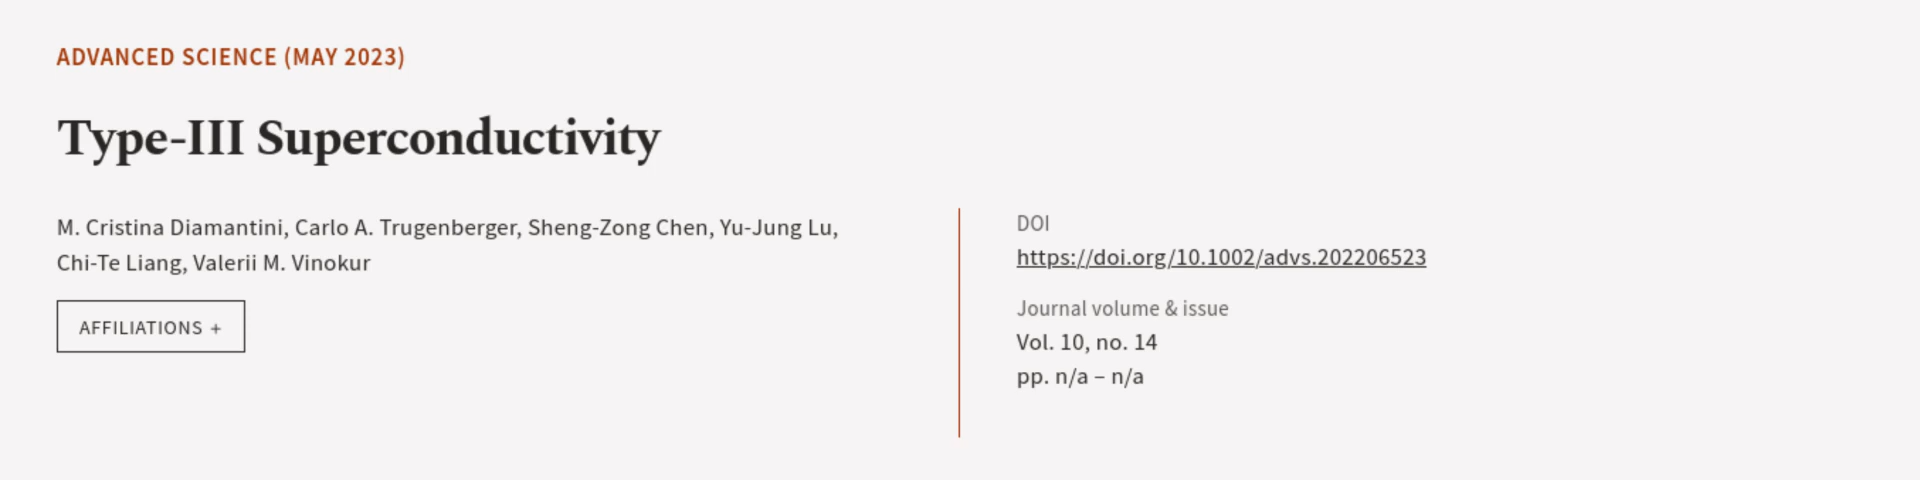 ADVANCED SCIENCE (MAY 2023)
Type-III Superconductivity
M. Cristina Diamantini, Carlo A. Trugenberger, Sheng-Zong Chen, Yu-Jung Lu,
Chi-Te Liang, Valerii M. Vinokur
AFFILIATIONS +
DOI
https://doi.org/10.1002/advs.202206523
Journal volume & issue
Vol. 10, no. 14
pp. n/a – n/a